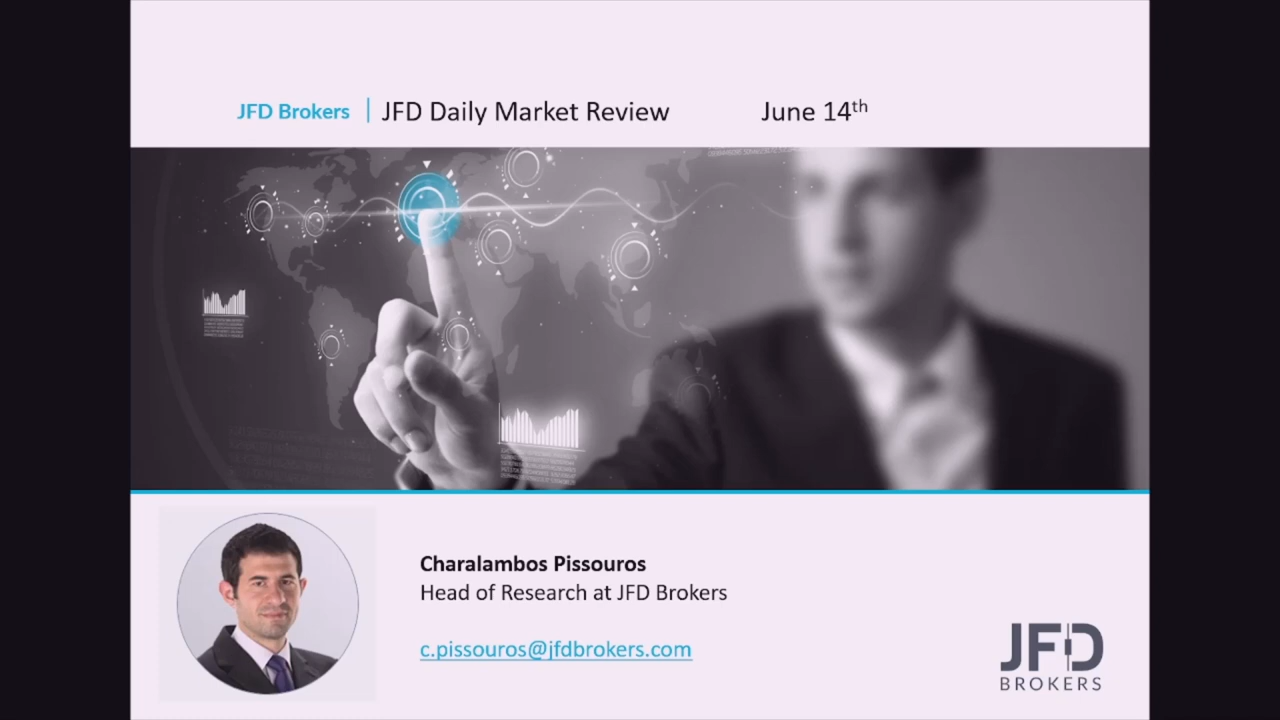 JFD Brokers | JFD Daily Market Review June 14th
Charalambos Pissouros
Head of Research at JFD Brokers
c.pissouros@jfdbrokers.com
JFD
BROKERS